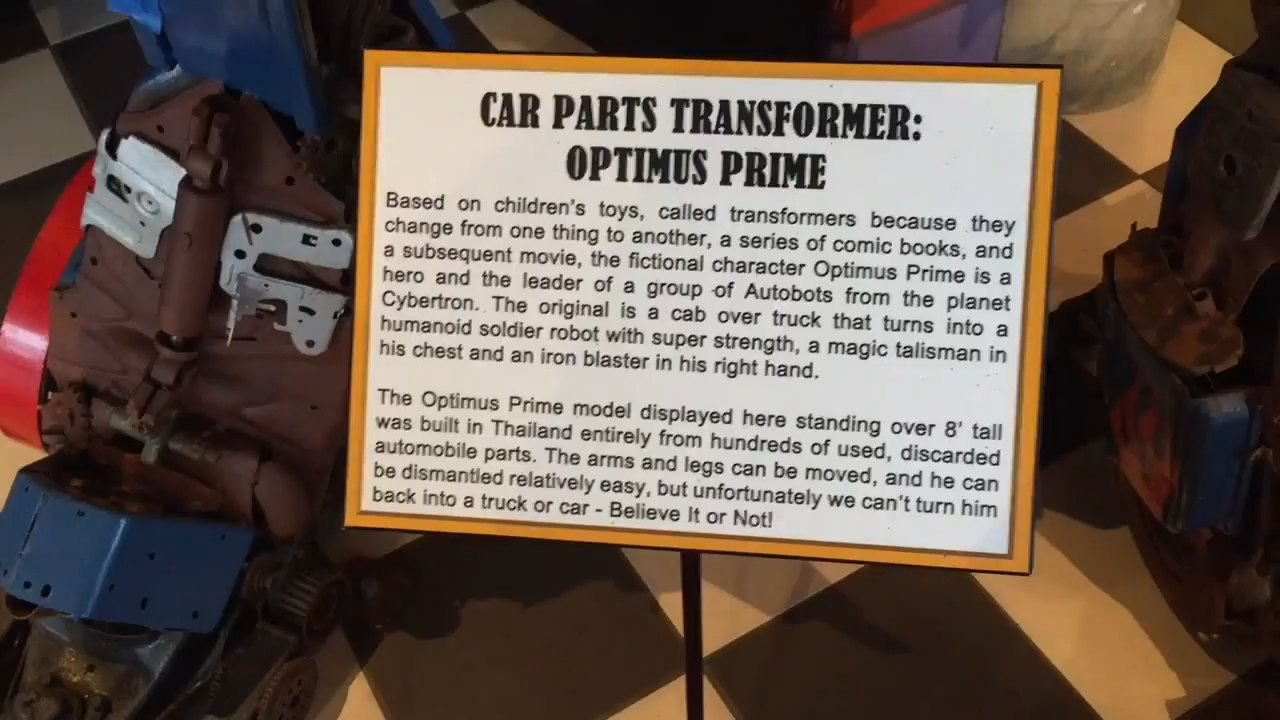 CAR PARTS TRANSFORMER:
OPTIMUS PRIME
Based on children's toys, called transformers because they
change from one thing to another, a series of comic books, and
a subsequent movie, the fictional character Optimus Prime is a
hero and the leader of a group of Autobots from the planet
Cybertron. The original is a cab over truck that turns into a
humanoid soldier robot with super strength, a magic talisman in
his chest and an iron blaster in his right hand.
The Optimus Prime model displayed here standing over 8' tall
was built in Thailand entirely from hundreds of used, discarded
automobile parts. The arms and legs can be moved, and he can
be dismantled relatively easy, but unfortunately we can't turn him
back into a truck or car - Believe It or Not!